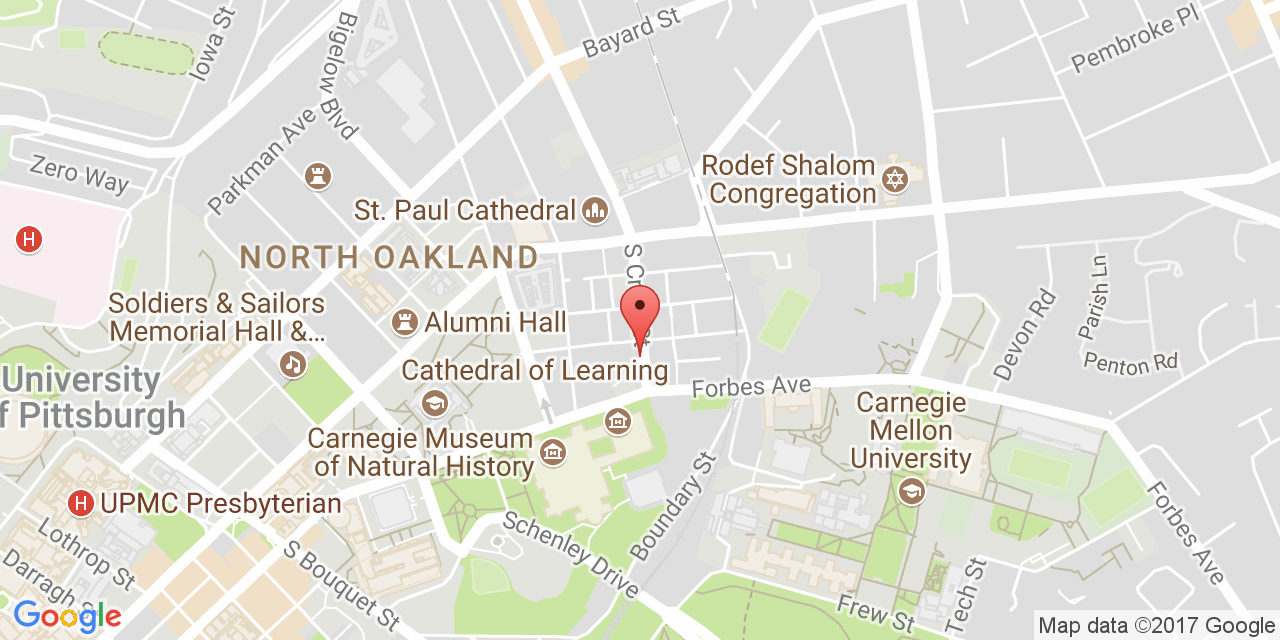 Bayard St
Pembroke Pl
Iowa St
Bigelow Blvd
Parkman Ave
Zero Way
Rodef Shalom
Congregation
St. Paul Cathedral
NORTH OAKLAND
S Cr
H
Soldiers & Sailors
Memorial Hall &...
Alumni Hall
Parish Ln
Devon Rd
Penton Rd
Cathedral of Learning
University
f Pittsburgh
Forbes Ave
Carnegie
Mellon
University
Carnegie Museum
of Natural History
H
UPMC Presbyterian
Boundary St
Schenley Drive
Forbes Ave
Lothrop St
Darragh S
S Bouquet St
Frew St
Tech St
Google
Map data ©2017 Google